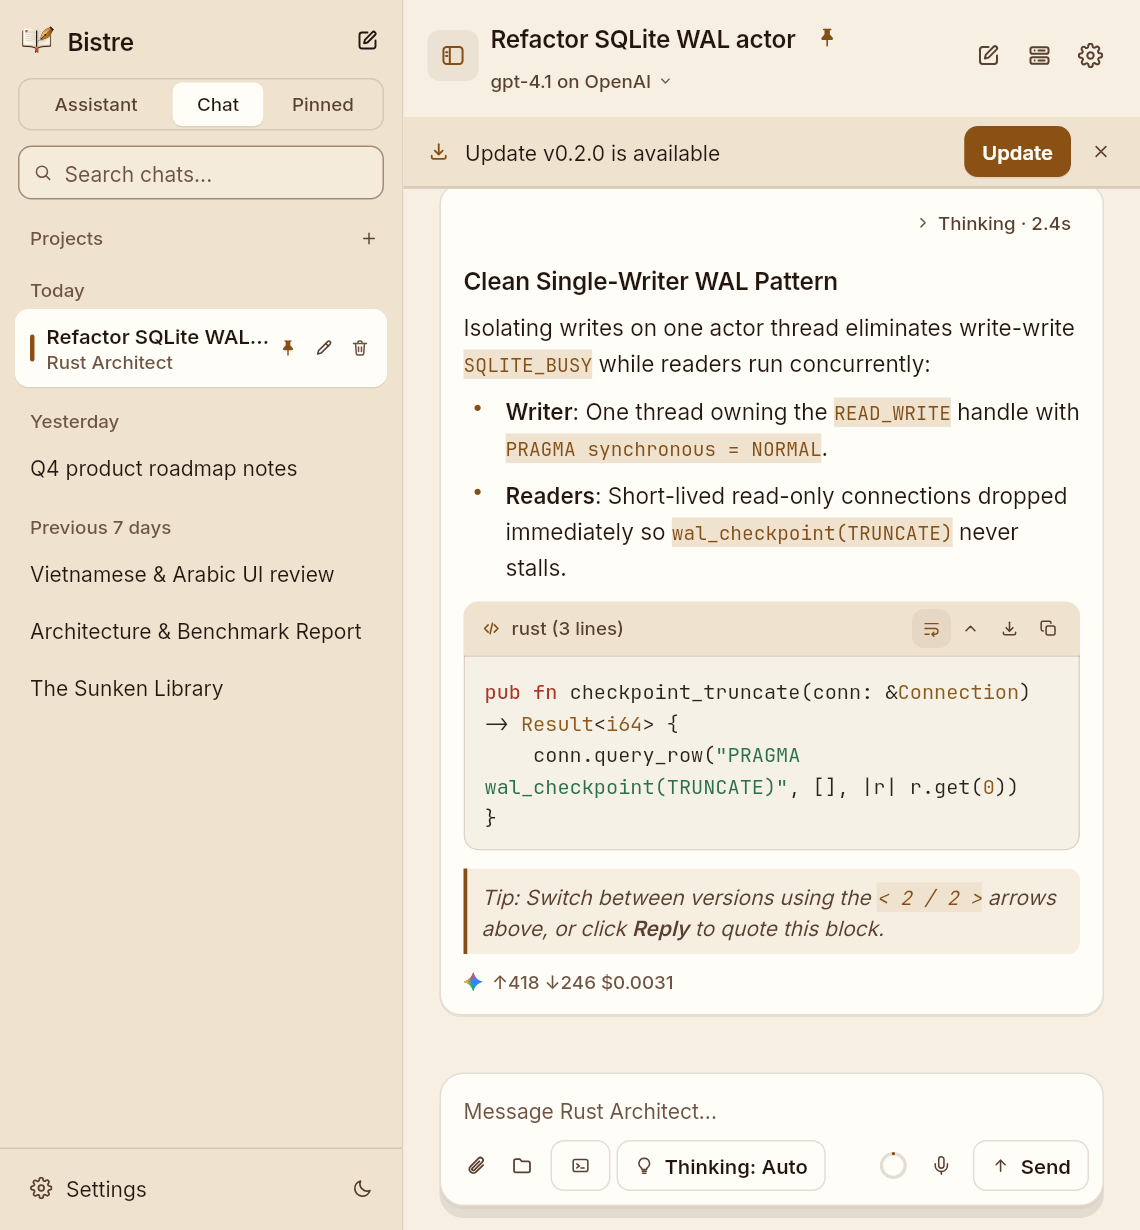 Bistre
Assistant
Chat
Pinned
Search chats...
Projects
Today
Refactor SQLite WAL...
Rust Architect
Yesterday
Q4 product roadmap notes
Previous 7 days
Vietnamese & Arabic UI review
Architecture & Benchmark Report
The Sunken Library
Settings
Refactor SQLite WAL actor
gpt-4.1 on OpenAI
Update v0.2.0 is available
Update
Thinking · 2.4s
Clean Single-Writer WAL Pattern
Isolating writes on one actor thread eliminates write-write
SQLITE_BUSY while readers run concurrently:
• Writer: One thread owning the READ_WRITE handle with
PRAGMA synchronous = NORMAL.
• Readers: Short-lived read-only connections dropped
immediately so wal_checkpoint(TRUNCATE) never
stalls.
rust (3 lines)
pub fn checkpoint_truncate(conn: &Connection)
-> Result<i64> {
    conn.query_row("PRAGMA
wal_checkpoint(TRUNCATE)", [], |r| r.get(0))
}
Tip: Switch between versions using the < 2 / 2 > arrows
above, or click Reply to quote this block.
↑418 ↓246 $0.0031
Message Rust Architect...
Thinking: Auto
Send